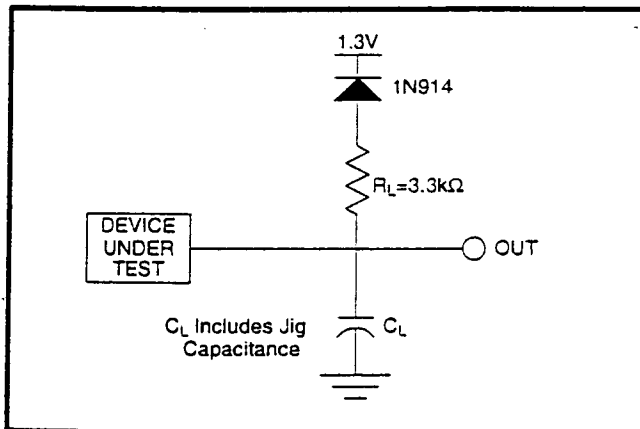 1.3V
1N914
R_L=3.3kΩ
DEVICE
UNDER
TEST
OUT
C_L Includes Jig
Capacitance
C_L